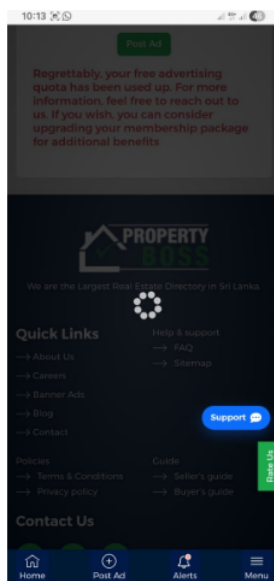 10:13
Post Ad
Regrettably, your free advertising
quota has been used up. For more
information, feel free to reach out to
us. If you wish, you can consider
upgrading your membership package
for additional benefits
PROPERTY
BOSS
We are the Largest Real Estate Directory in Sri Lanka.
Quick Links
→ About Us
→ Careers
→ Banner Ads
→ Blog
→ Contact
Help & support
→ FAQ
→ Sitemap
Support
Rate Us
Policies
→ Terms & Conditions
→ Privacy policy
Guide
→ Seller's guide
→ Buyer's guide
Contact Us
Home
Post Ad
Alerts
Menu